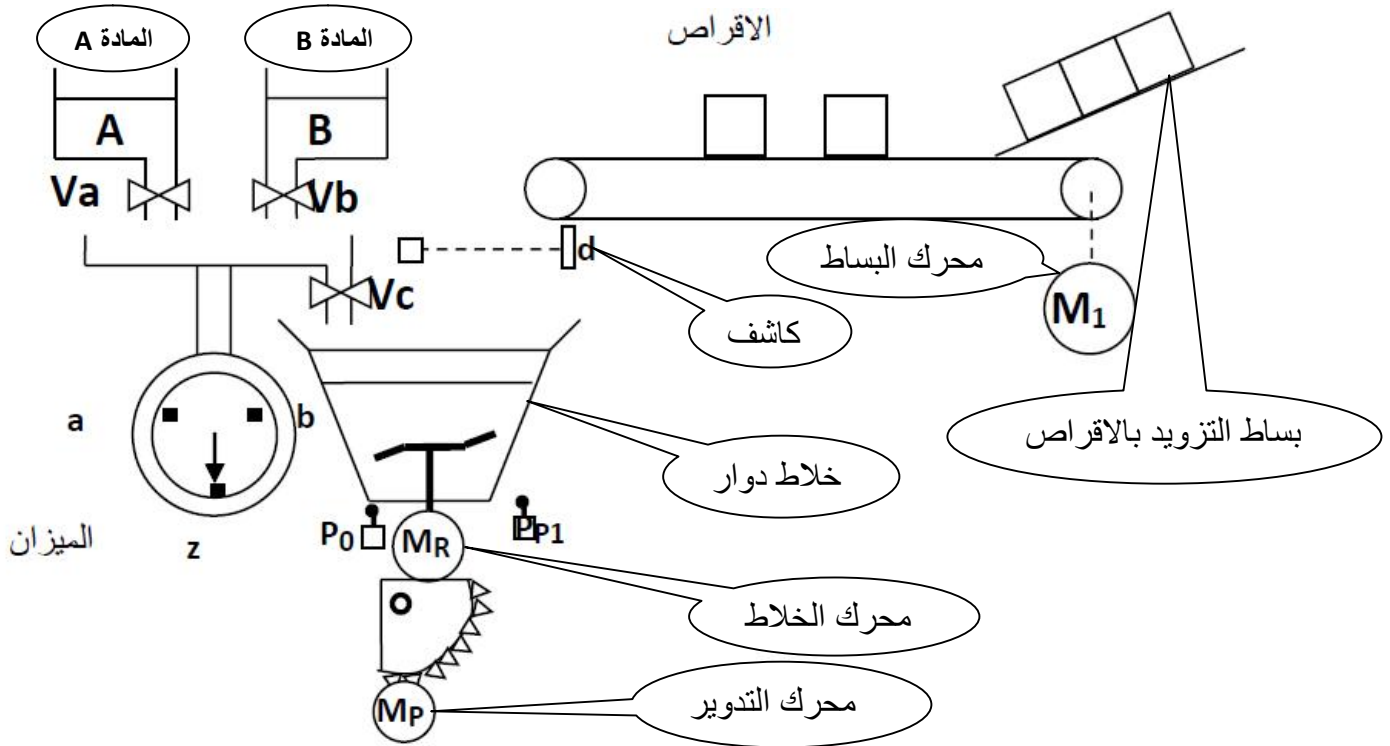 المادة A
المادة B
الاقراص
A
B
Va
Vb
d
Vc
محرك البساط
M1
كاشف
a
b
بساط التزويد بالاقراص
خلاط دوار
الميزان
z
P0
MR
PP1
محرك الخلاط
MP
محرك التدوير